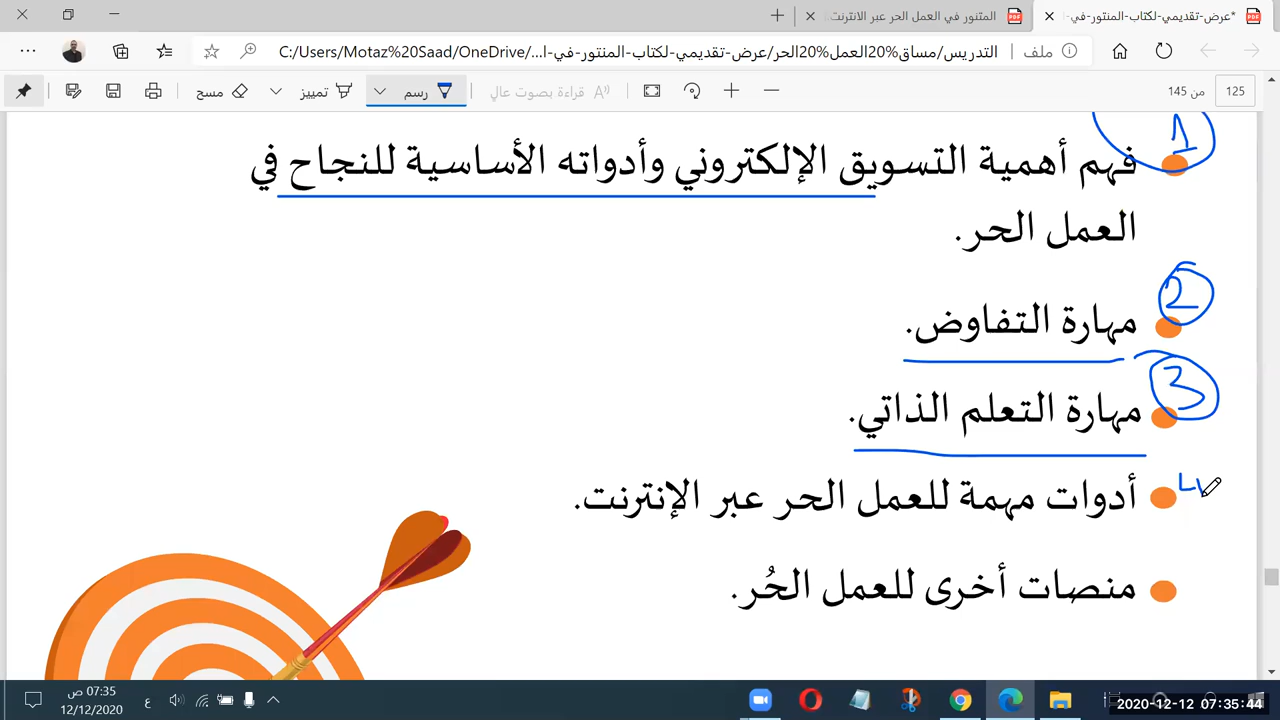 *عرض-تقديمي-لكتاب-المنتور-في-ا
المتنور في العمل الحر عبر الانترنت.
ملف
C:/Users/Motaz%20Saad/OneDrive/التدريس/مساق%20العمل%20الحر/عرض-تقديمي-لكتاب-المنتور-في-ا...
125
من 145
قراءة بصوت عالٍ
رسم
تمييز
مسح
1
فهم أهمية التسويق الإلكتروني وأدواته الأساسية للنجاح في
العمل الحر.
2
مهارة التفاوض.
3
مهارة التعلم الذاتي.
أدوات مهمة للعمل الحر عبر الإنترنت.
منصات أخرى للعمل الحُر.
07:35 ص
12/12/2020
ع
2020-12-12 07:35:44